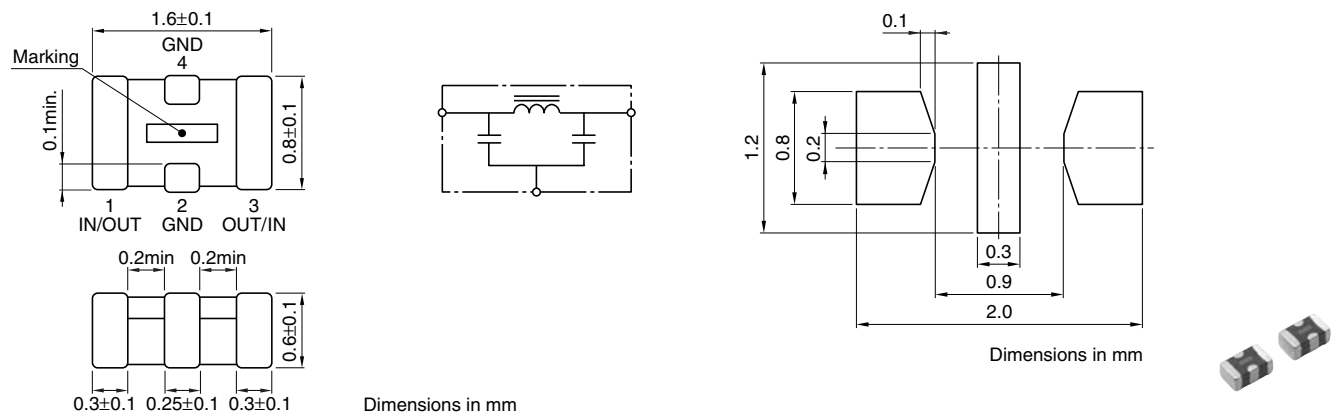 1.6±0.1
GND
4
Marking
0.1min.
0.8±0.1
1 2 3
IN/OUT GND OUT/IN
0.2min 0.2min
0.6±0.1
0.3±0.1 0.25±0.1 0.3±0.1
Dimensions in mm
0.1
1.2
0.8
0.2
0.3
0.9
2.0
Dimensions in mm